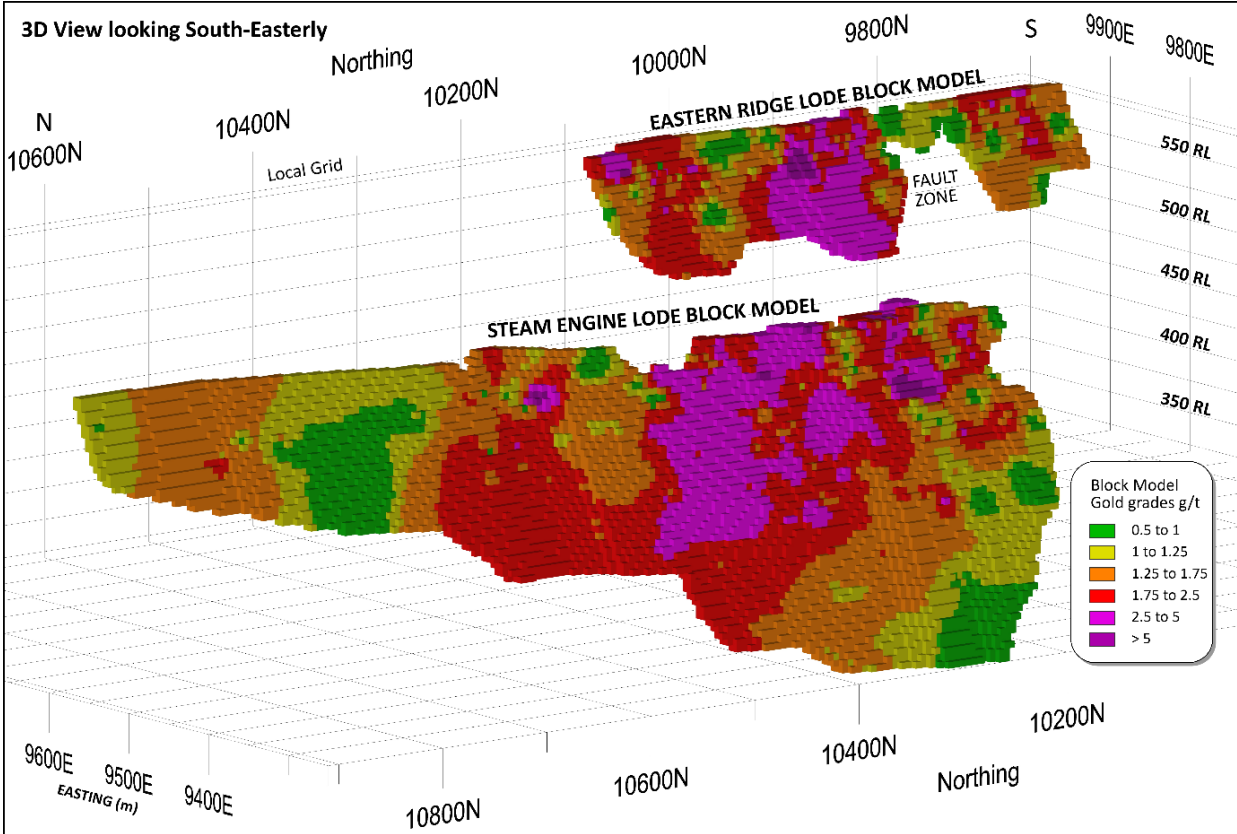 3D View looking South-Easterly
Northing
N
10600N
10400N
10200N
10000N
9800N
S
9900E
9800E
Local Grid
EASTERN RIDGE LODE BLOCK MODEL
FAULT
ZONE
550 RL
500 RL
450 RL
400 RL
350 RL
STEAM ENGINE LODE BLOCK MODEL
Block Model
Gold grades g/t
0.5 to 1
1 to 1.25
1.25 to 1.75
1.75 to 2.5
2.5 to 5
> 5
9600E
9500E
9400E
EASTING (m)
10800N
10600N
10400N
10200N
Northing